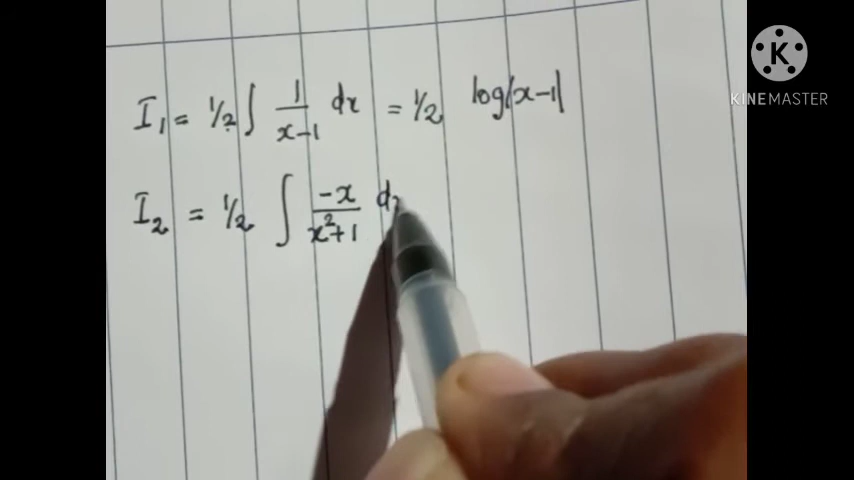 I₁ = 1/2 ∫ 1/(x-1) dx = 1/2 log|x-1|
I₂ = 1/2 ∫ -x/(x²+1) dx
K
KINEMASTER